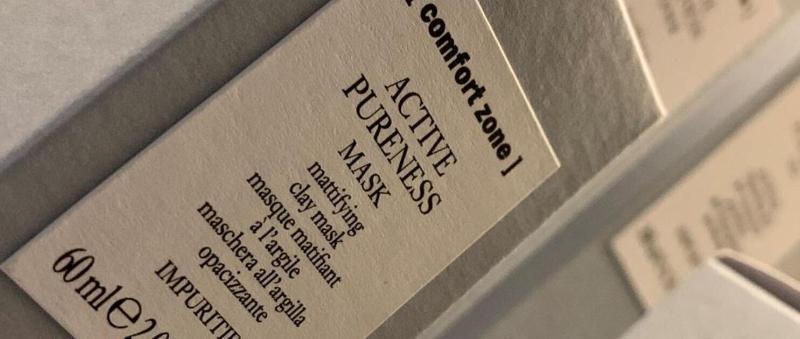 comfort zone ]
ACTIVE
PURENESS
MASK
mattifying
clay mask
masque matifiant
à l'argile
maschera all'argilla
opacizzante
60 ml e